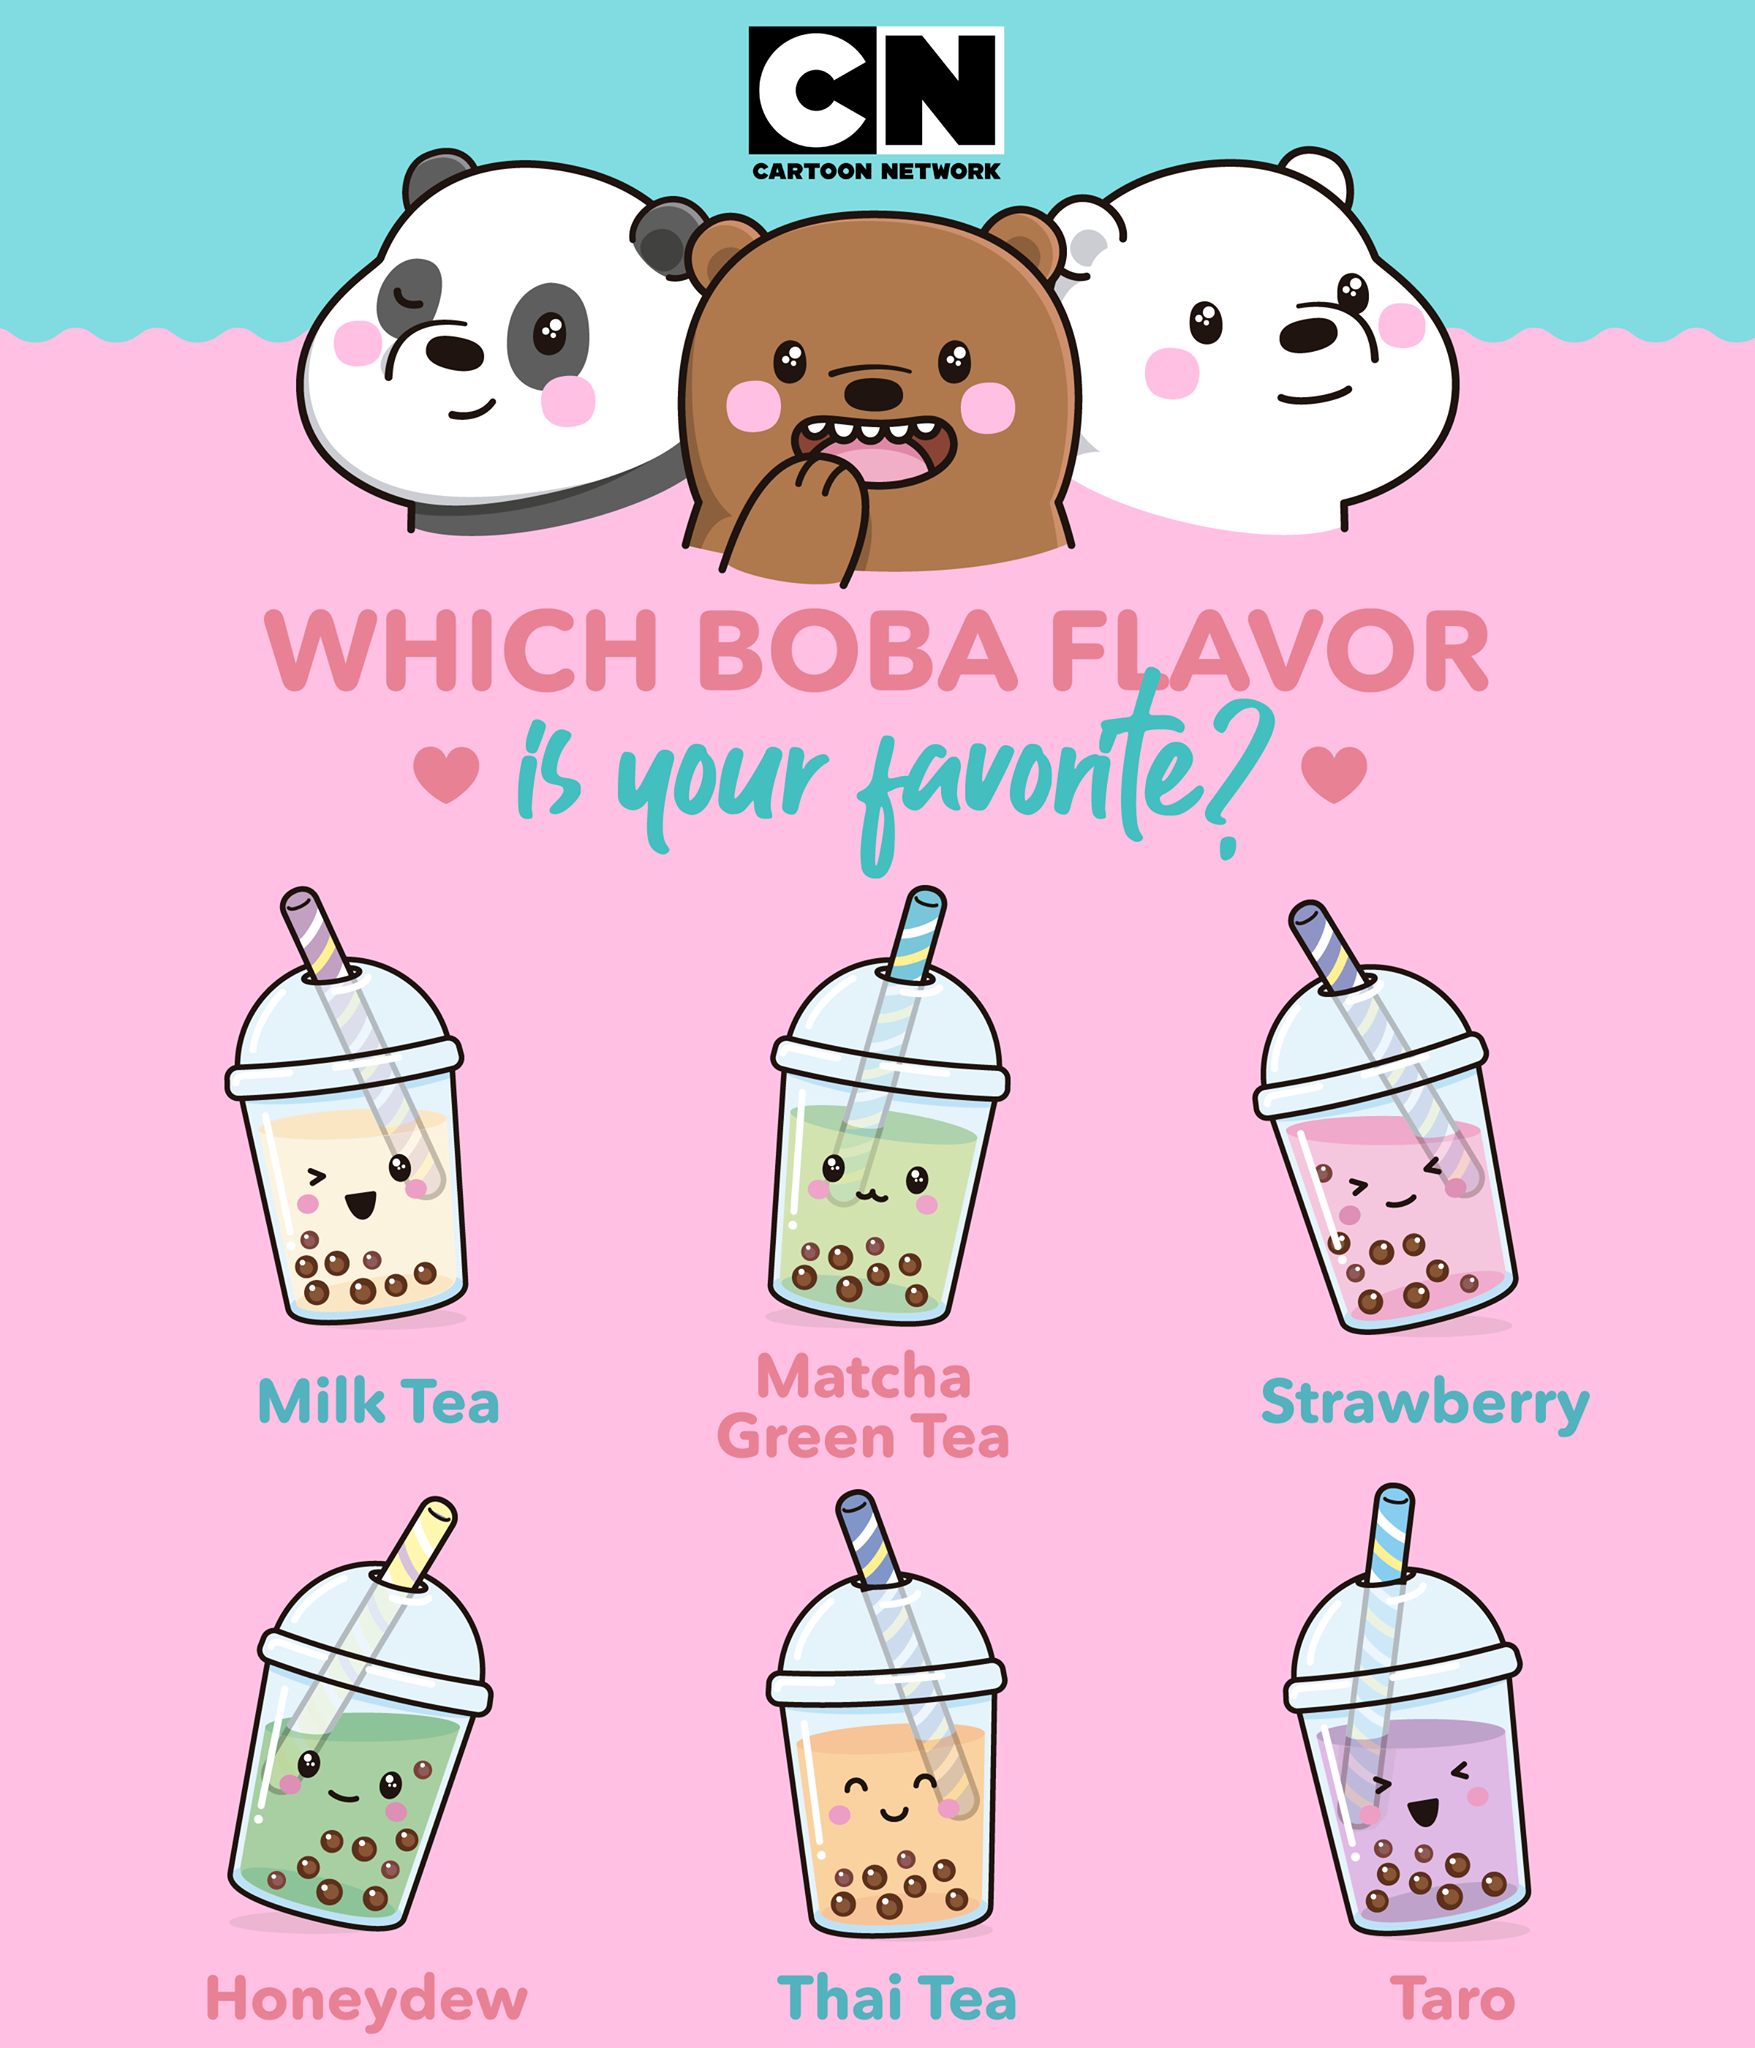 CN
CARTOON NETWORK
WHICH BOBA FLAVOR
is your favorite?
Milk Tea
Matcha
Green Tea
Strawberry
Honeydew
Thai Tea
Taro